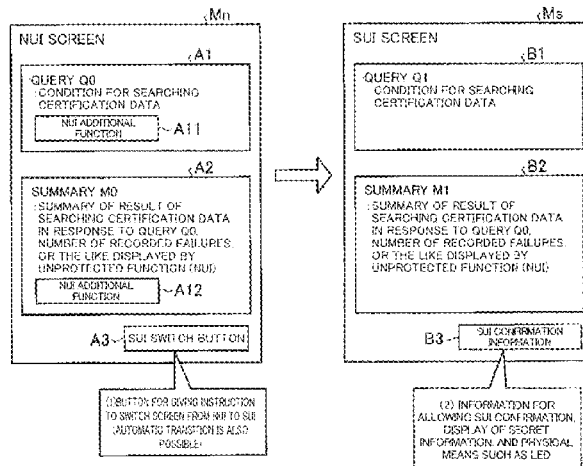 Mn
NUI SCREEN
A1
QUERY Q0
:CONDITION FOR SEARCHING
CERTIFICATION DATA
NUI ADDITIONAL
FUNCTION
A11
A2
SUMMARY M0
:SUMMARY OF RESULT OF
SEARCHING CERTIFICATION DATA
IN RESPONSE TO QUERY Q0,
NUMBER OF RECORDED FAILURES,
OR THE LIKE DISPLAYED BY
UNPROTECTED FUNCTION (NUI)
NUI ADDITIONAL
FUNCTION
A12
A3
SUI SWITCH BUTTON
(1)BUTTON FOR GIVING INSTRUCTION
TO SWITCH SCREEN FROM NUI TO SUI
(AUTOMATIC TRANSITION IS ALSO
POSSIBLE)
Ms
SUI SCREEN
B1
QUERY Q1
CONDITION FOR SEARCHING
CERTIFICATION DATA
B2
SUMMARY M1
:SUMMARY OF RESULT OF
SEARCHING CERTIFICATION DATA
IN RESPONSE TO QUERY Q0,
NUMBER OF RECORDED FAILURES,
OR THE LIKE DISPLAYED BY
UNPROTECTED FUNCTION (NUI)
B3
SUI CONFIRMATION
INFORMATION
(2) INFORMATION FOR
ALLOWING SUI CONFIRMATION,
DISPLAY OF SECRET
INFORMATION, AND PHYSICAL
MEANS SUCH AS LED